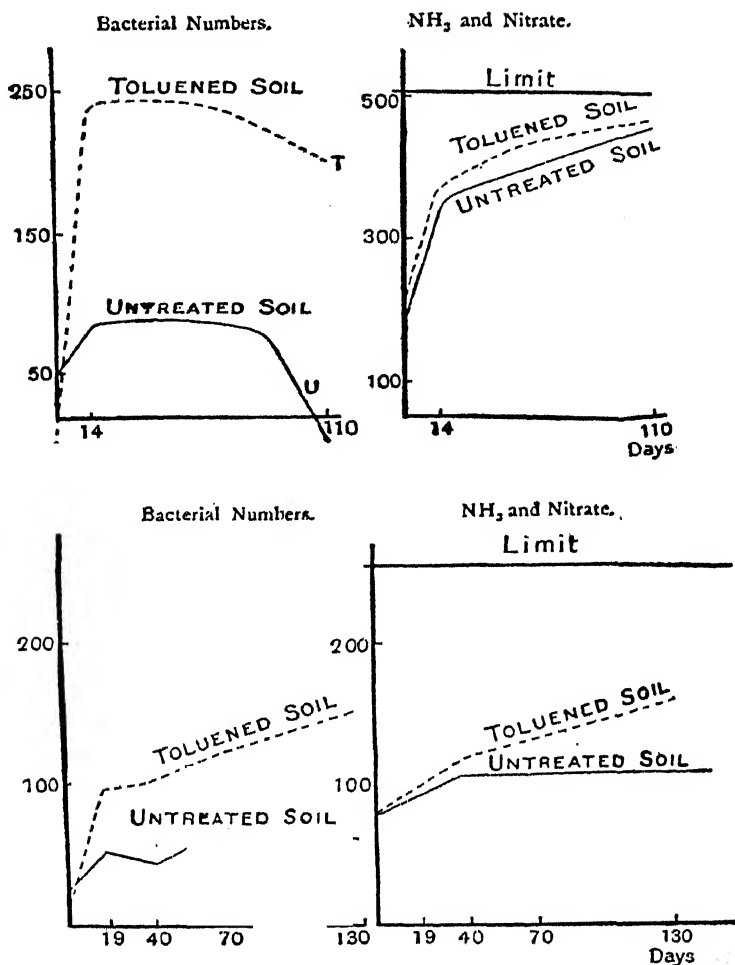 Bacterial Numbers.
250
150
50
TOLUENED SOIL
T
UNTREATED SOIL
U
14
110
NH₃ and Nitrate.
Limit
500
300
100
TOLUENED SOIL
UNTREATED SOIL
14
110
Days
Bacterial Numbers.
200
100
TOLUENED SOIL
UNTREATED SOIL
19 40 70 130
NH₃ and Nitrate.
Limit
200
100
TOLUENED SOIL
UNTREATED SOIL
19 40 70 130
Days